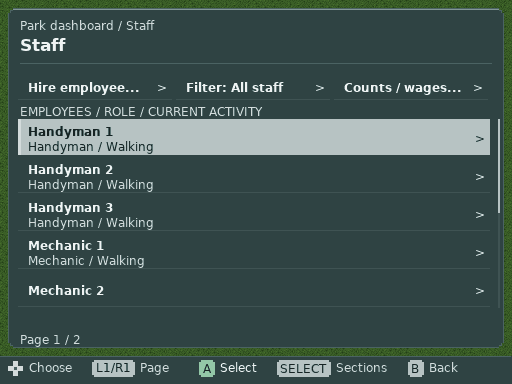 Park dashboard / Staff
Staff
Hire employee... >
Filter: All staff >
Counts / wages... >
EMPLOYEES / ROLE / CURRENT ACTIVITY
Handyman 1
Handyman / Walking
>
Handyman 2
Handyman / Walking
>
Handyman 3
Handyman / Walking
>
Mechanic 1
Mechanic / Walking
>
Mechanic 2 >
Page 1 / 2
Choose L1/R1 Page A Select SELECT Sections B Back